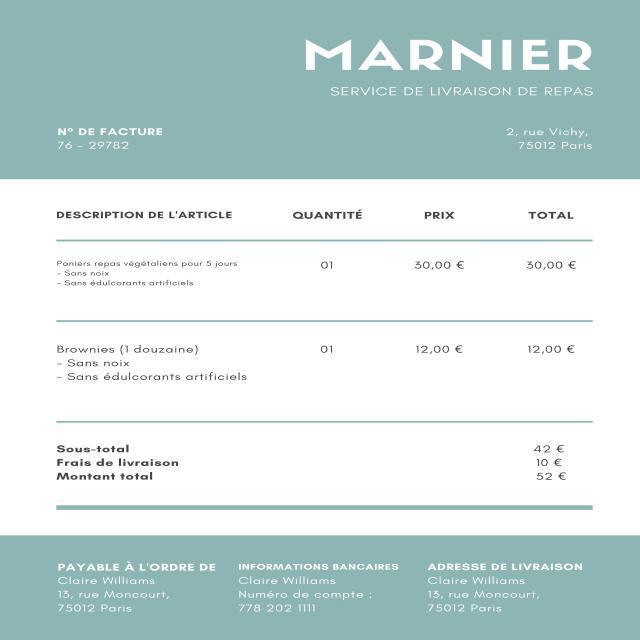 MARNIER
SERVICE DE LIVRAISON DE REPAS
N° DE FACTURE
76 – 29782
2, rue Vichy,
75012 Paris
DESCRIPTION DE L'ARTICLE QUANTITÉ PRIX TOTAL
Paniers repas végétaliens pour 5 jours 01 30,00 € 30,00 €
– Sans noix
– Sans édulcorants artificiels
Brownies (1 douzaine) 01 12,00 € 12,00 €
– Sans noix
– Sans édulcorants artificiels
Sous-total 42 €
Frais de livraison 10 €
Montant total 52 €
PAYABLE À L'ORDRE DE
Claire Williams
13, rue Moncourt,
75012 Paris
INFORMATIONS BANCAIRES
Claire Williams
Numéro de compte :
778 202 1111
ADRESSE DE LIVRAISON
Claire Williams
13, rue Moncourt,
75012 Paris